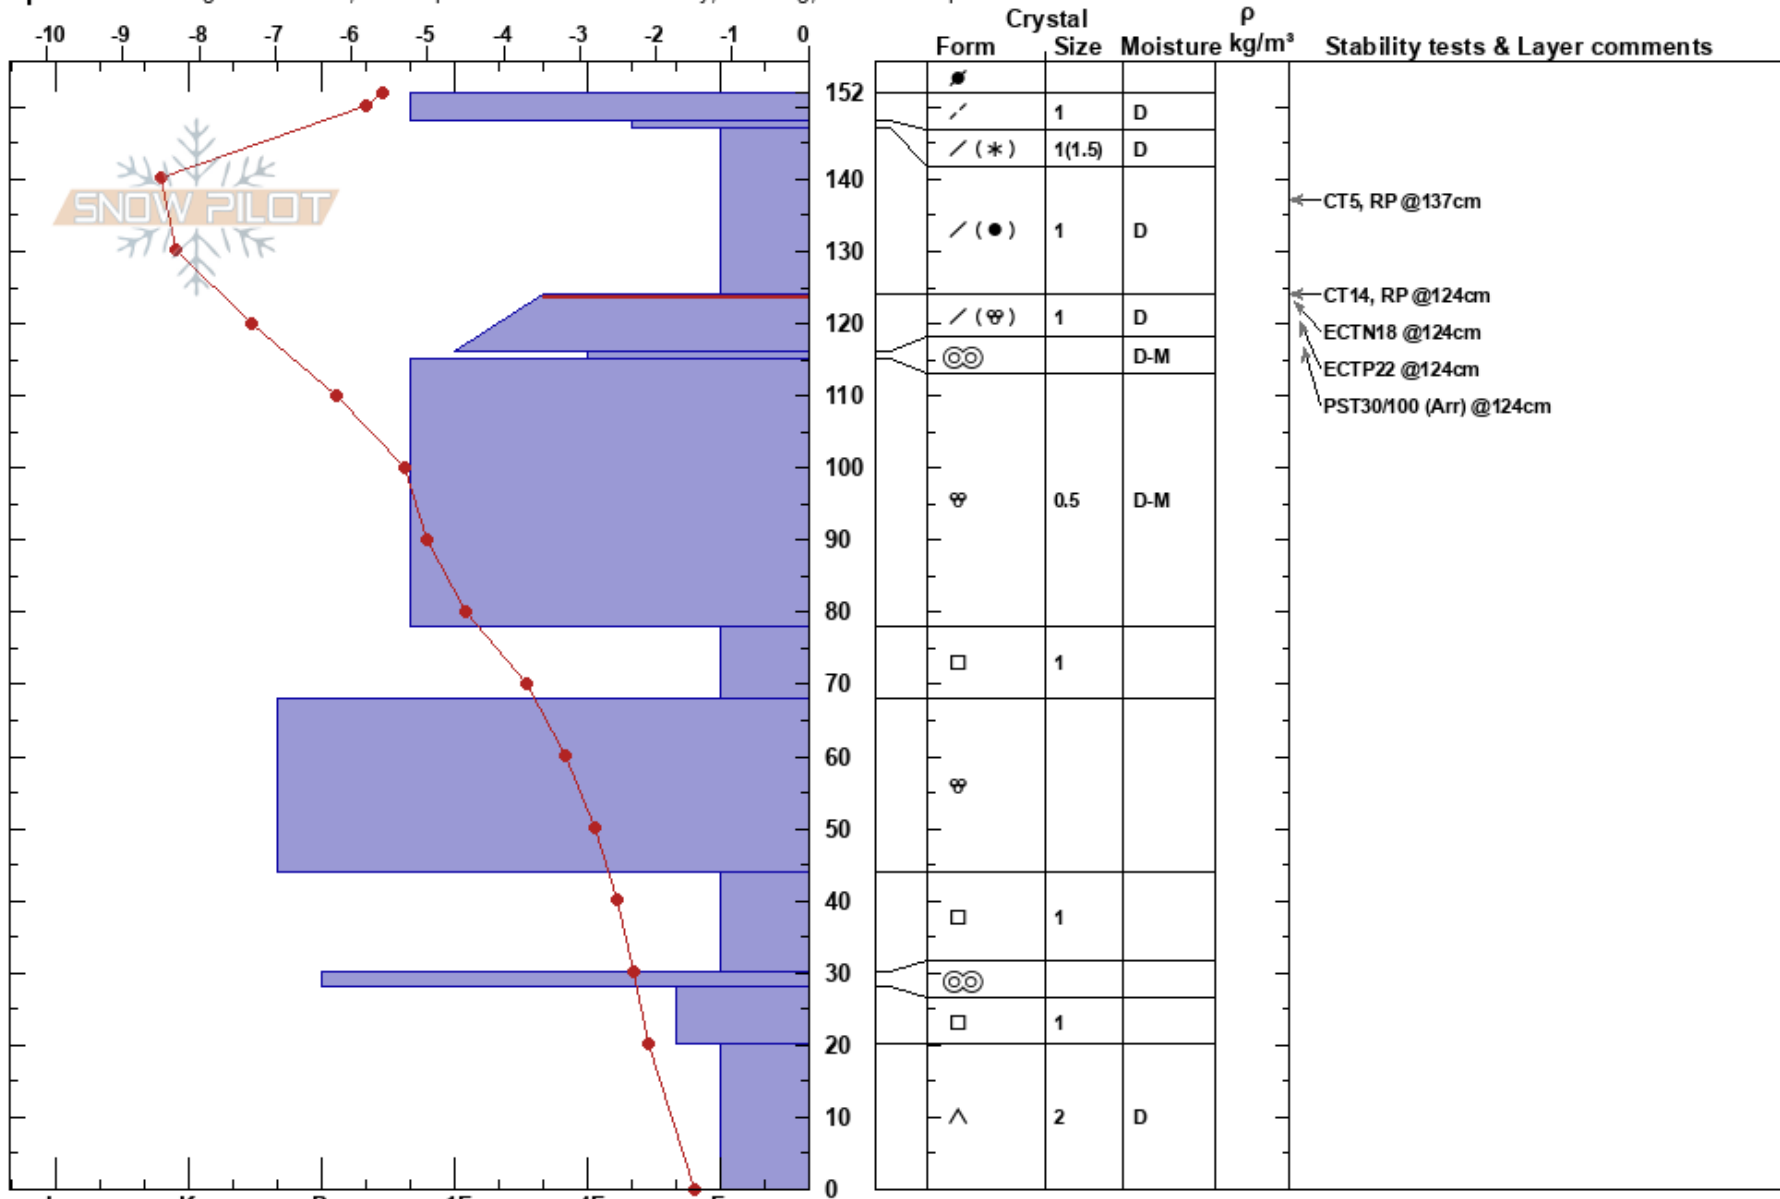 -10 -9 -8 -7 -6 -5 -4 -3 -2 -1 0
Crystal ρ
Form Size Moisture kg/m³ Stability tests & Layer comments
152
1 D
1(1.5) D
140
SNOW PILOT
CT5, RP @137cm
1 D
130
CT14, RP @124cm
120 1 D
ECTN18 @124cm
D-M
ECTP22 @124cm
110
PST30/100 (Arr) @124cm
100
0.5 D-M
90
80
1
70
60
50
40 1
30
1
20
10 2 D
0